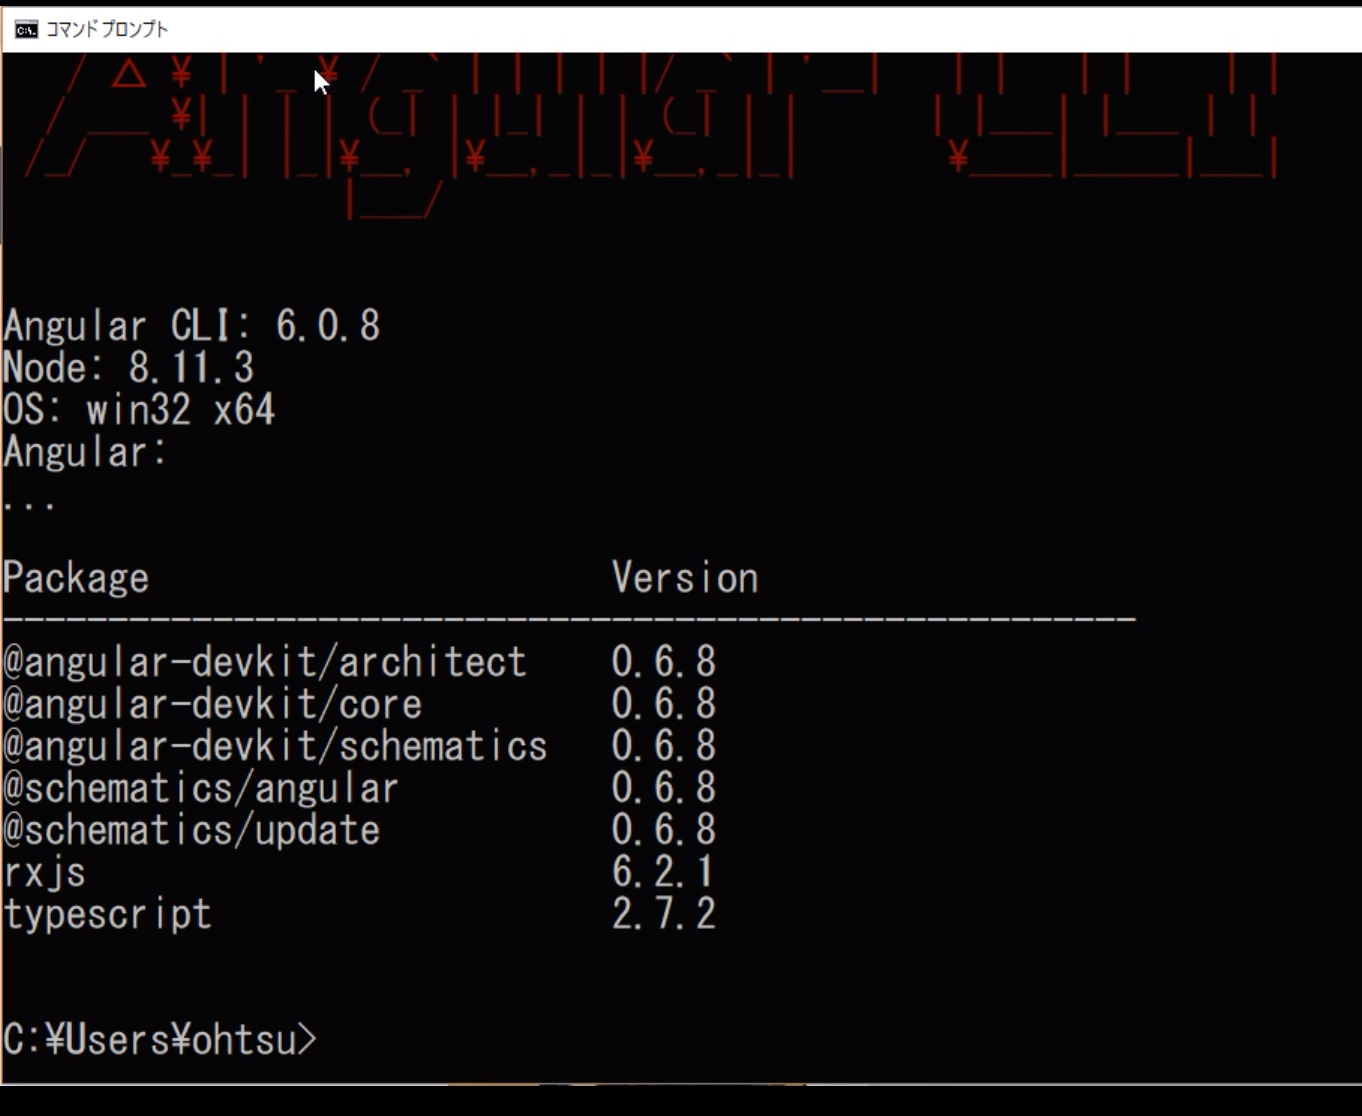 コマンド プロンプト
Angular CLI: 6.0.8
Node: 8.11.3
OS: win32 x64
Angular:
...
Package Version
------------------------------------------------------
@angular-devkit/architect 0.6.8
@angular-devkit/core 0.6.8
@angular-devkit/schematics 0.6.8
@schematics/angular 0.6.8
@schematics/update 0.6.8
rxjs 6.2.1
typescript 2.7.2
C:¥Users¥ohtsu>